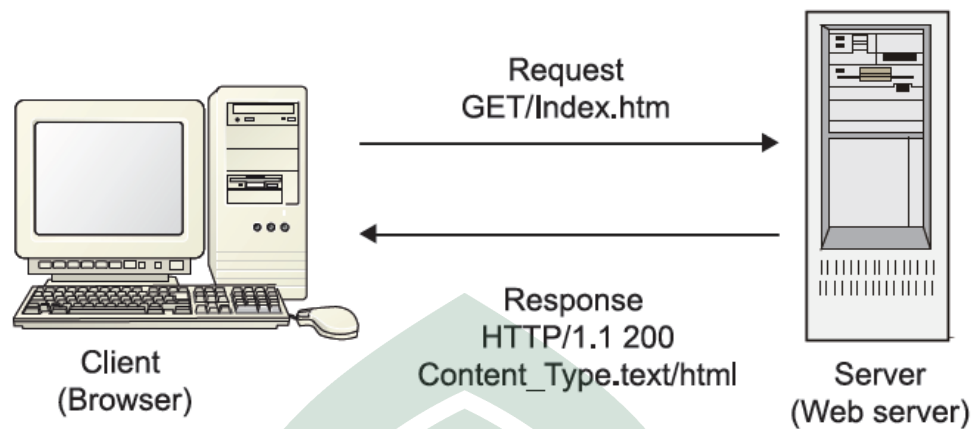 Request
GET/Index.htm
Response
HTTP/1.1 200
Content_Type.text/html
Client
(Browser)
Server
(Web server)